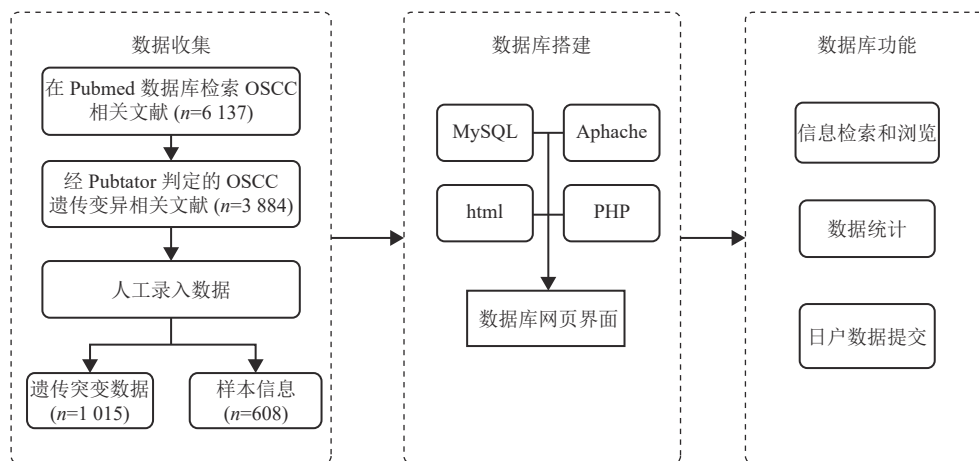 数据收集
在 Pubmed 数据库检索 OSCC
相关文献 (n=6 137)
经 Pubtator 判定的 OSCC
遗传变异相关文献 (n=3 884)
人工录入数据
遗传突变数据
(n=1 015)
样本信息
(n=608)
数据库搭建
MySQL
Aphache
html
PHP
数据库网页界面
数据库功能
信息检索和浏览
数据统计
日户数据提交